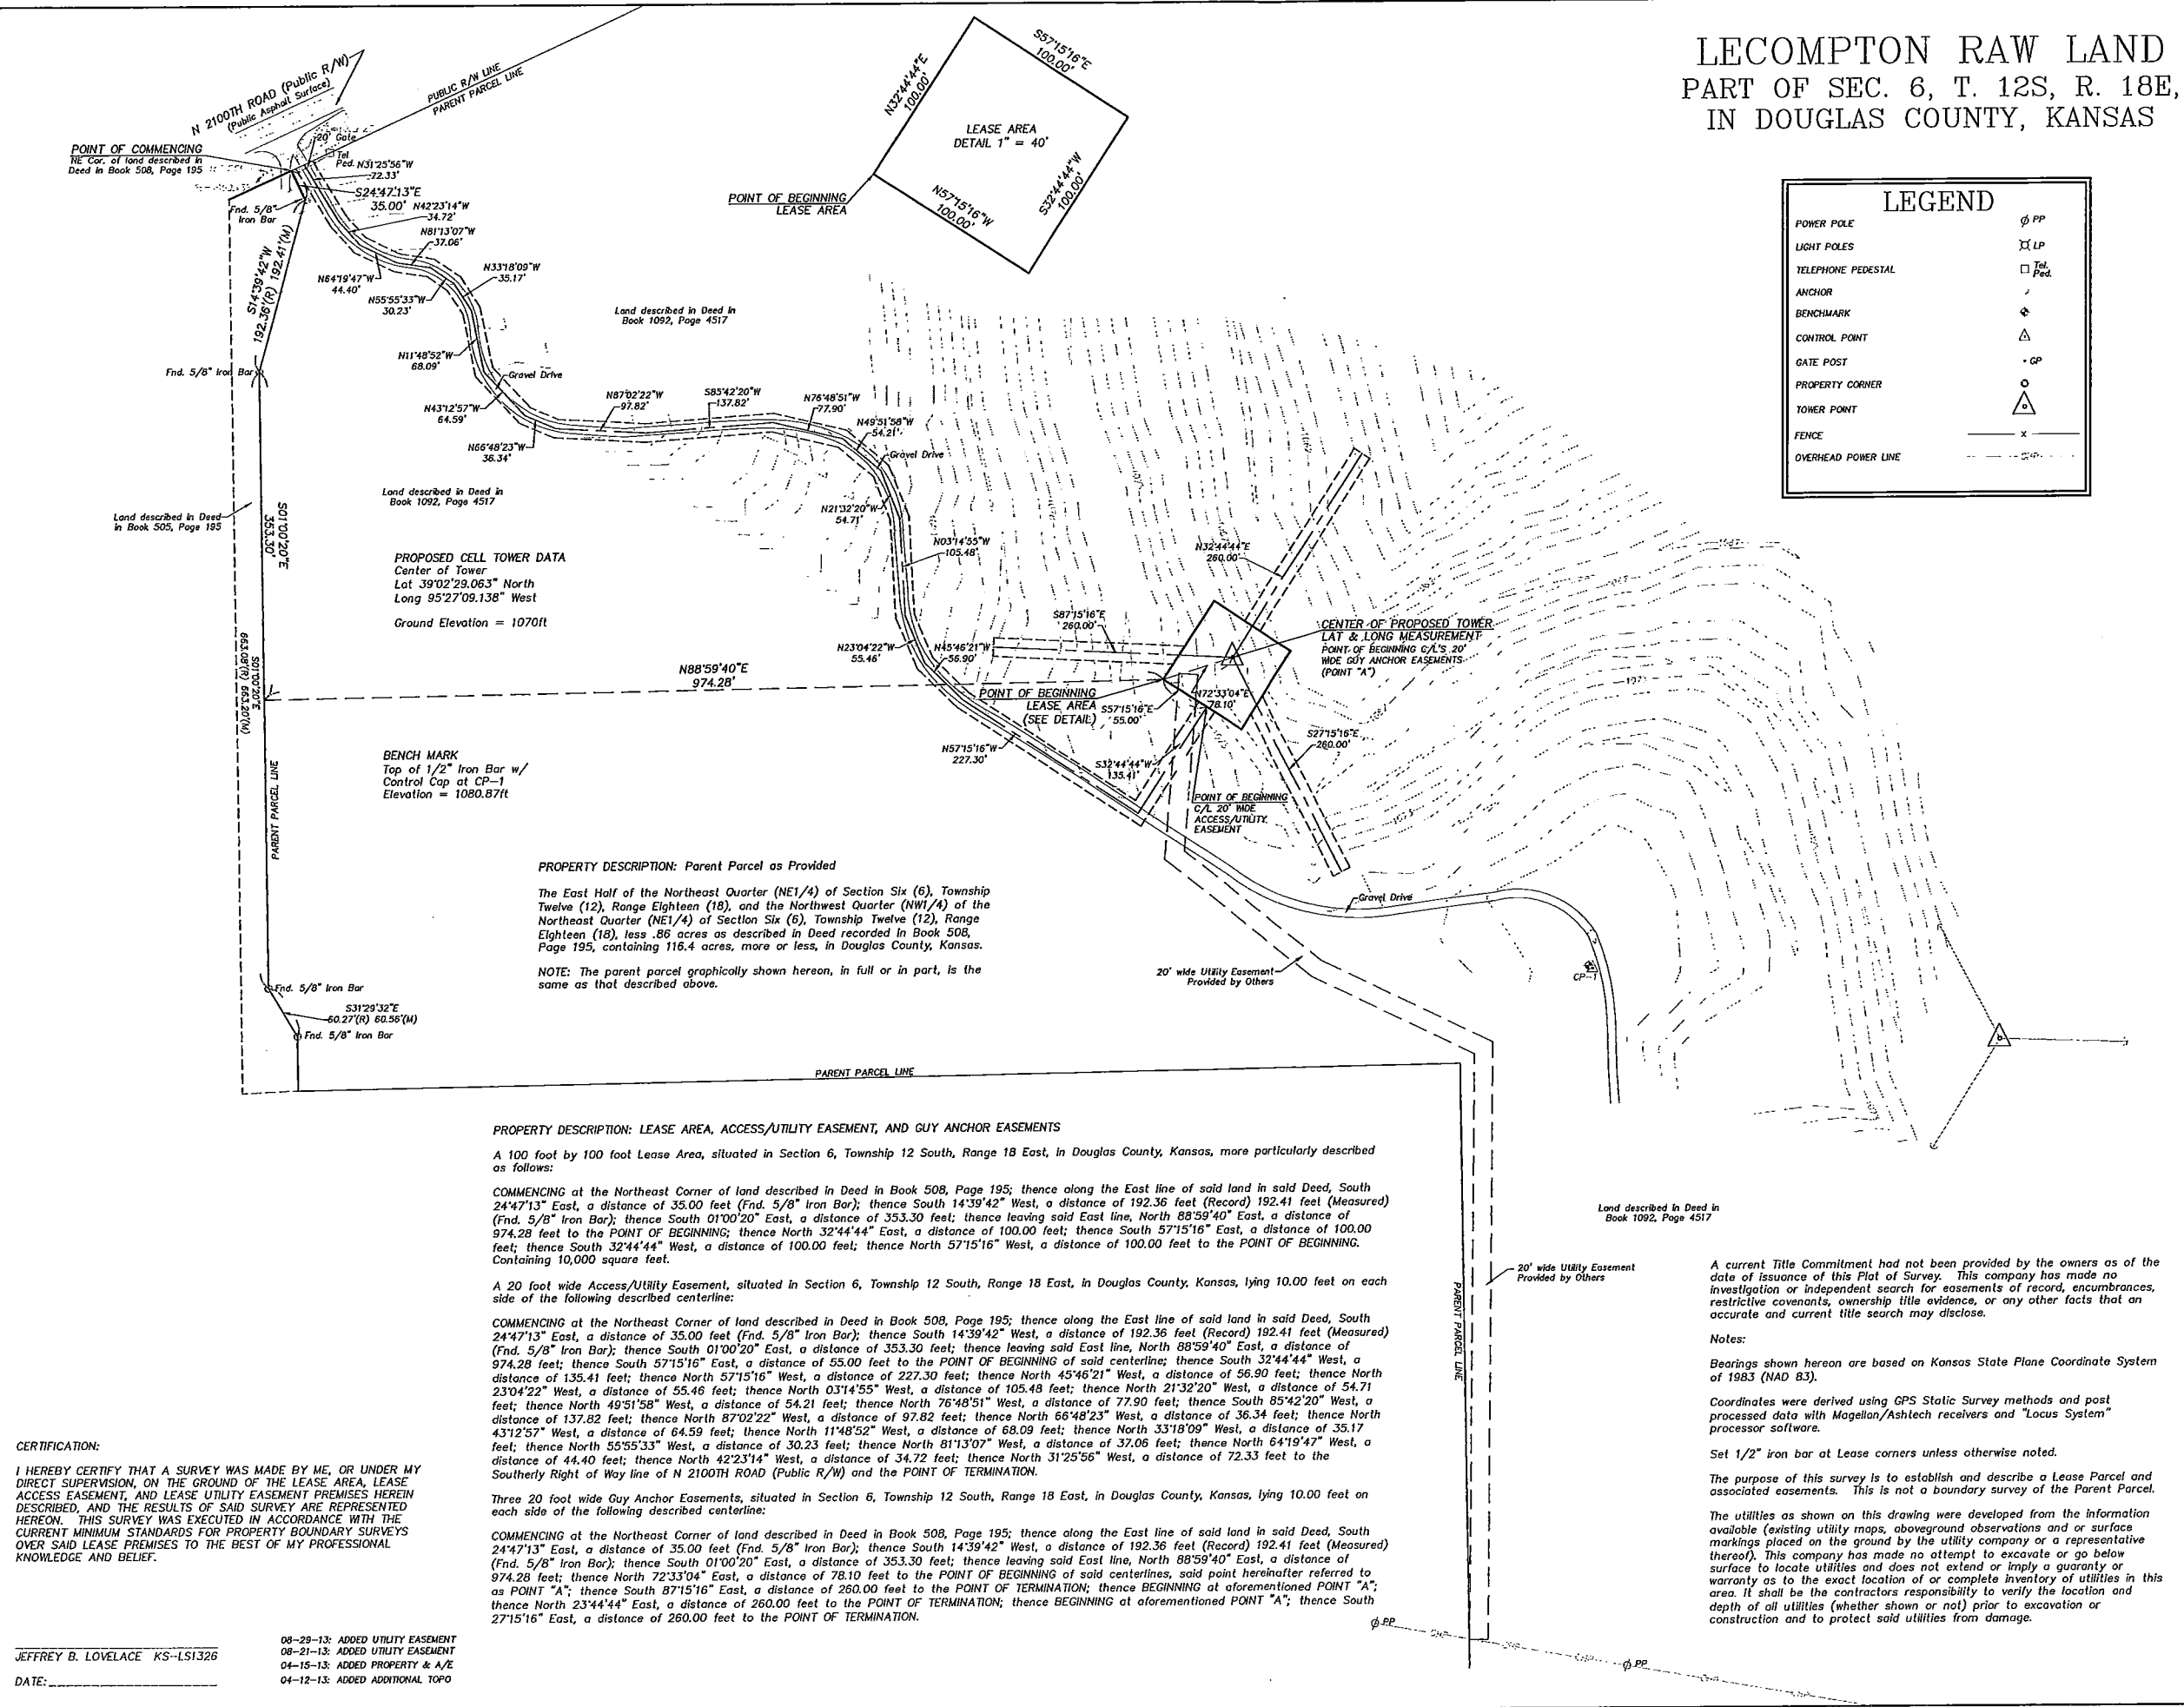 LECOMPTON RAW LAND
PART OF SEC. 6, T. 12S, R. 18E,
IN DOUGLAS COUNTY, KANSAS
LEGEND
POWER POLE
PP
LIGHT POLES
LP
TELEPHONE PEDESTAL
Tel.
Ped.
ANCHOR
BENCHMARK
CONTROL POINT
GATE POST
GP
PROPERTY CORNER
TOWER POINT
FENCE
x
OVERHEAD POWER LINE
OHP
N 2100TH ROAD (Public R/W)
(Public Asphalt Surface)
PUBLIC R/W LINE
PARENT PARCEL LINE
POINT OF COMMENCING
NE Cor. of land described in
Deed in Book 508, Page 195
20' Gate
Tel
Ped.
N31°25'56"W
72.33'
S24°47'13"E
35.00'
Fnd. 5/8"
Iron Bar
N42°23'14"W
34.72'
N81°13'07"W
37.06'
N64°19'47"W
44.40'
N33°18'09"W
35.17'
N55°55'33"W
30.23'
S14°39'42"W
192.36'(R) 192.41'(M)
N11°48'52"W
68.09'
Fnd. 5/8" Iron Bar
Gravel Drive
N43°12'57"W
64.59'
N66°48'23"W
36.34'
N87°02'22"W
97.82'
S85°42'20"W
137.82'
N76°48'51"W
77.90'
N49°51'58"W
54.21'
Gravel Drive
N21°32'20"W
54.71'
N03°14'55"W
105.48'
N23°04'22"W
55.46'
N45°46'21"W
56.90'
N57°15'16"W
227.30'
N32°44'44"E
100.00'
S57°15'16"E
100.00'
LEASE AREA
DETAIL 1" = 40'
S32°44'44"W
100.00'
N57°15'16"W
100.00'
POINT OF BEGINNING
LEASE AREA
Land described in Deed in
Book 1092, Page 4517
Land described in Deed in
Book 1092, Page 4517
Land described in Deed
in Book 505, Page 195
S01°00'20"E
353.30'
PROPOSED CELL TOWER DATA
Center of Tower
Lat 39°02'29.063" North
Long 95°27'09.138" West
Ground Elevation = 1070ft
S01°00'20"E
663.08'(R) 663.20'(M)
N88°59'40"E
974.28'
N32°44'44"E
260.00'
S87°15'16"E
260.00'
CENTER OF PROPOSED TOWER
LAT & LONG MEASUREMENT
POINT OF BEGINNING C/L'S 20'
WIDE GUY ANCHOR EASEMENTS
(POINT "A")
POINT OF BEGINNING
LEASE AREA
(SEE DETAIL)
S57°15'16"E
55.00'
N72°33'04"E
78.10'
S32°44'44"W
135.41'
S27°15'16"E
260.00'
POINT OF BEGINNING
C/L 20' WIDE
ACCESS/UTILITY
EASEMENT
BENCH MARK
Top of 1/2" Iron Bar w/
Control Cap at CP-1
Elevation = 1080.87ft
PARENT PARCEL LINE
PROPERTY DESCRIPTION: Parent Parcel as Provided
The East Half of the Northeast Quarter (NE1/4) of Section Six (6), Township
Twelve (12), Range Eighteen (18), and the Northwest Quarter (NW1/4) of the
Northeast Quarter (NE1/4) of Section Six (6), Township Twelve (12), Range
Eighteen (18), less .86 acres as described in Deed recorded in Book 508,
Page 195, containing 116.4 acres, more or less, in Douglas County, Kansas.
NOTE: The parent parcel graphically shown hereon, in full or in part, is the
same as that described above.
Gravel Drive
CP-1
20' wide Utility Easement
Provided by Others
Fnd. 5/8" Iron Bar
S31°29'32"E
60.27'(R) 60.56'(M)
Fnd. 5/8" Iron Bar
PARENT PARCEL LINE
PROPERTY DESCRIPTION: LEASE AREA, ACCESS/UTILITY EASEMENT, AND GUY ANCHOR EASEMENTS
A 100 foot by 100 foot Lease Area, situated in Section 6, Township 12 South, Range 18 East, in Douglas County, Kansas, more particularly described
as follows:
COMMENCING at the Northeast Corner of land described in Deed in Book 508, Page 195; thence along the East line of said land in said Deed, South
24°47'13" East, a distance of 35.00 feet (Fnd. 5/8" Iron Bar); thence South 14°39'42" West, a distance of 192.36 feet (Record) 192.41 feet (Measured)
(Fnd. 5/8" Iron Bar); thence South 01°00'20" East, a distance of 353.30 feet; thence leaving said East line, North 88°59'40" East, a distance of
974.28 feet to the POINT OF BEGINNING; thence North 32°44'44" East, a distance of 100.00 feet; thence South 57°15'16" East, a distance of 100.00
feet; thence South 32°44'44" West, a distance of 100.00 feet; thence North 57°15'16" West, a distance of 100.00 feet to the POINT OF BEGINNING.
Containing 10,000 square feet.
A 20 foot wide Access/Utility Easement, situated in Section 6, Township 12 South, Range 18 East, in Douglas County, Kansas, lying 10.00 feet on each
side of the following described centerline:
COMMENCING at the Northeast Corner of land described in Deed in Book 508, Page 195; thence along the East line of said land in said Deed, South
24°47'13" East, a distance of 35.00 feet (Fnd. 5/8" Iron Bar); thence South 14°39'42" West, a distance of 192.36 feet (Record) 192.41 feet (Measured)
(Fnd. 5/8" Iron Bar); thence South 01°00'20" East, a distance of 353.30 feet; thence leaving said East line, North 88°59'40" East, a distance of
974.28 feet; thence South 57°15'16" East, a distance of 55.00 feet to the POINT OF BEGINNING of said centerline; thence South 32°44'44" West, a
distance of 135.41 feet; thence North 57°15'16" West, a distance of 227.30 feet; thence North 45°46'21" West, a distance of 56.90 feet; thence North
23°04'22" West, a distance of 55.46 feet; thence North 03°14'55" West, a distance of 105.48 feet; thence North 21°32'20" West, a distance of 54.71
feet; thence North 49°51'58" West, a distance of 54.21 feet; thence North 76°48'51" West, a distance of 77.90 feet; thence South 85°42'20" West, a
distance of 137.82 feet; thence North 87°02'22" West, a distance of 97.82 feet; thence North 66°48'23" West, a distance of 36.34 feet; thence North
43°12'57" West, a distance of 64.59 feet; thence North 11°48'52" West, a distance of 68.09 feet; thence North 33°18'09" West, a distance of 35.17
feet; thence North 55°55'33" West, a distance of 30.23 feet; thence North 81°13'07" West, a distance of 37.06 feet; thence North 64°19'47" West, a
distance of 44.40 feet; thence North 42°23'14" West, a distance of 34.72 feet; thence North 31°25'56" West, a distance of 72.33 feet to the
Southerly Right of Way line of N 2100TH ROAD (Public R/W) and the POINT OF TERMINATION.
Three 20 foot wide Guy Anchor Easements, situated in Section 6, Township 12 South, Range 18 East, in Douglas County, Kansas, lying 10.00 feet on
each side of the following described centerline:
COMMENCING at the Northeast Corner of land described in Deed in Book 508, Page 195; thence along the East line of said land in said Deed, South
24°47'13" East, a distance of 35.00 feet (Fnd. 5/8" Iron Bar); thence South 14°39'42" West, a distance of 192.36 feet (Record) 192.41 feet (Measured)
(Fnd. 5/8" Iron Bar); thence South 01°00'20" East, a distance of 353.30 feet; thence leaving said East line, North 88°59'40" East, a distance of
974.28 feet; thence North 72°33'04" East, a distance of 78.10 feet to the POINT OF BEGINNING of said centerlines, said point hereinafter referred to
as POINT "A"; thence South 87°15'16" East, a distance of 260.00 feet to the POINT OF TERMINATION; thence BEGINNING at aforementioned POINT "A";
thence North 23°44'44" East, a distance of 260.00 feet to the POINT OF TERMINATION; thence BEGINNING at aforementioned POINT "A"; thence South
27°15'16" East, a distance of 260.00 feet to the POINT OF TERMINATION.
PARENT PARCEL LINE
20' wide Utility Easement
Provided by Others
Land described in Deed in
Book 1092, Page 4517
A current Title Commitment had not been provided by the owners as of the
date of issuance of this Plat of Survey. This company has made no
investigation or independent search for easements of record, encumbrances,
restrictive covenants, ownership title evidence, or any other facts that an
accurate and current title search may disclose.
Notes:
Bearings shown hereon are based on Kansas State Plane Coordinate System
of 1983 (NAD 83).
Coordinates were derived using GPS Static Survey methods and post
processed data with Magellan/Ashtech receivers and "Locus System"
processor software.
Set 1/2" iron bar at Lease corners unless otherwise noted.
The purpose of this survey is to establish and describe a Lease Parcel and
associated easements. This is not a boundary survey of the Parent Parcel.
The utilities as shown on this drawing were developed from the information
available (existing utility maps, aboveground observations and or surface
markings placed on the ground by the utility company or a representative
thereof). This company has made no attempt to excavate or go below
surface to locate utilities and does not extend or imply a guaranty or
warranty as to the exact location of or complete inventory of utilities in this
area. It shall be the contractors responsibility to verify the location and
depth of all utilities (whether shown or not) prior to excavation or
construction and to protect said utilities from damage.
CERTIFICATION:
I HEREBY CERTIFY THAT A SURVEY WAS MADE BY ME, OR UNDER MY
DIRECT SUPERVISION, ON THE GROUND OF THE LEASE AREA, LEASE
ACCESS EASEMENT, AND LEASE UTILITY EASEMENT PREMISES HEREIN
DESCRIBED, AND THE RESULTS OF SAID SURVEY ARE REPRESENTED
HEREON. THIS SURVEY WAS EXECUTED IN ACCORDANCE WITH THE
CURRENT MINIMUM STANDARDS FOR PROPERTY BOUNDARY SURVEYS
OVER SAID LEASE PREMISES TO THE BEST OF MY PROFESSIONAL
KNOWLEDGE AND BELIEF.
JEFFREY B. LOVELACE KS-LS1326
DATE:
08-29-13: ADDED UTILITY EASEMENT
08-21-13: ADDED UTILITY EASEMENT
04-15-13: ADDED PROPERTY & A/E
04-12-13: ADDED ADDITIONAL TOPO
PP
PP